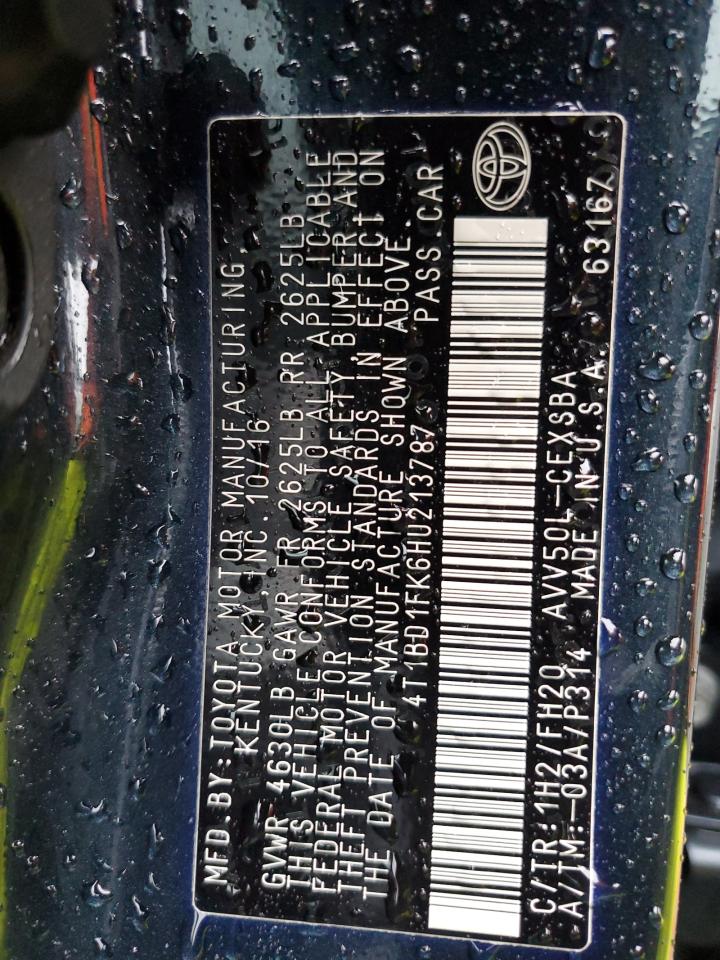 MFD.BY:TOYOTA MOTOR MANUFACTURING,
KENTUCKY, INC. 10/16
GVWR 4630LB GAWR FR 2625LB RR 2625LB
THIS VEHICLE CONFORMS TO ALL APPLICABLE
FEDERAL MOTOR VEHICLE SAFETY BUMPER,AND
THEFT PREVENTION STANDARDS IN EFFECT ON
THE DATE OF MANUFACTURE SHOWN ABOVE.
4T1BD1FK6HU213787 PASS.CAR
C/TR:1H2/FH20 AVV50L-CEXSBA
A/TM:-03A/P314 MADE IN U.S.A. 63167